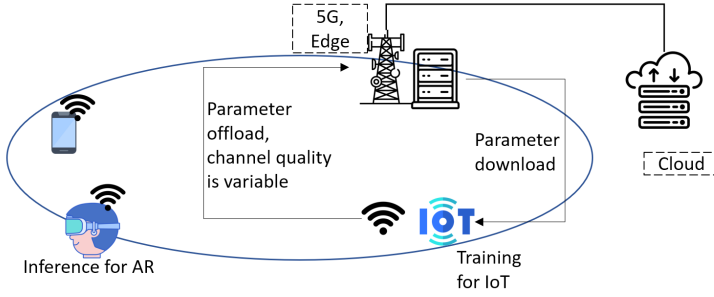 5G,
Edge
Parameter
offload,
channel quality
is variable
Parameter
download
Cloud
IOT
Inference for AR
Training
for IoT